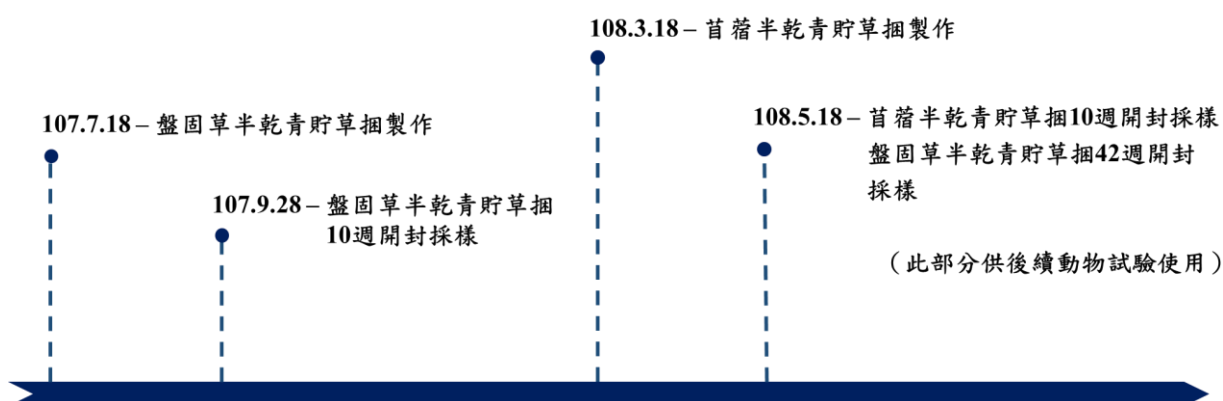 108.3.18 – 苜蓿半乾青貯草捆製作
107.7.18 – 盤固草半乾青貯草捆製作
108.5.18 – 苜蓿半乾青貯草捆10週開封採樣
盤固草半乾青貯草捆42週開封
採樣
107.9.28 – 盤固草半乾青貯草捆
10週開封採樣
（此部分供後續動物試驗使用）